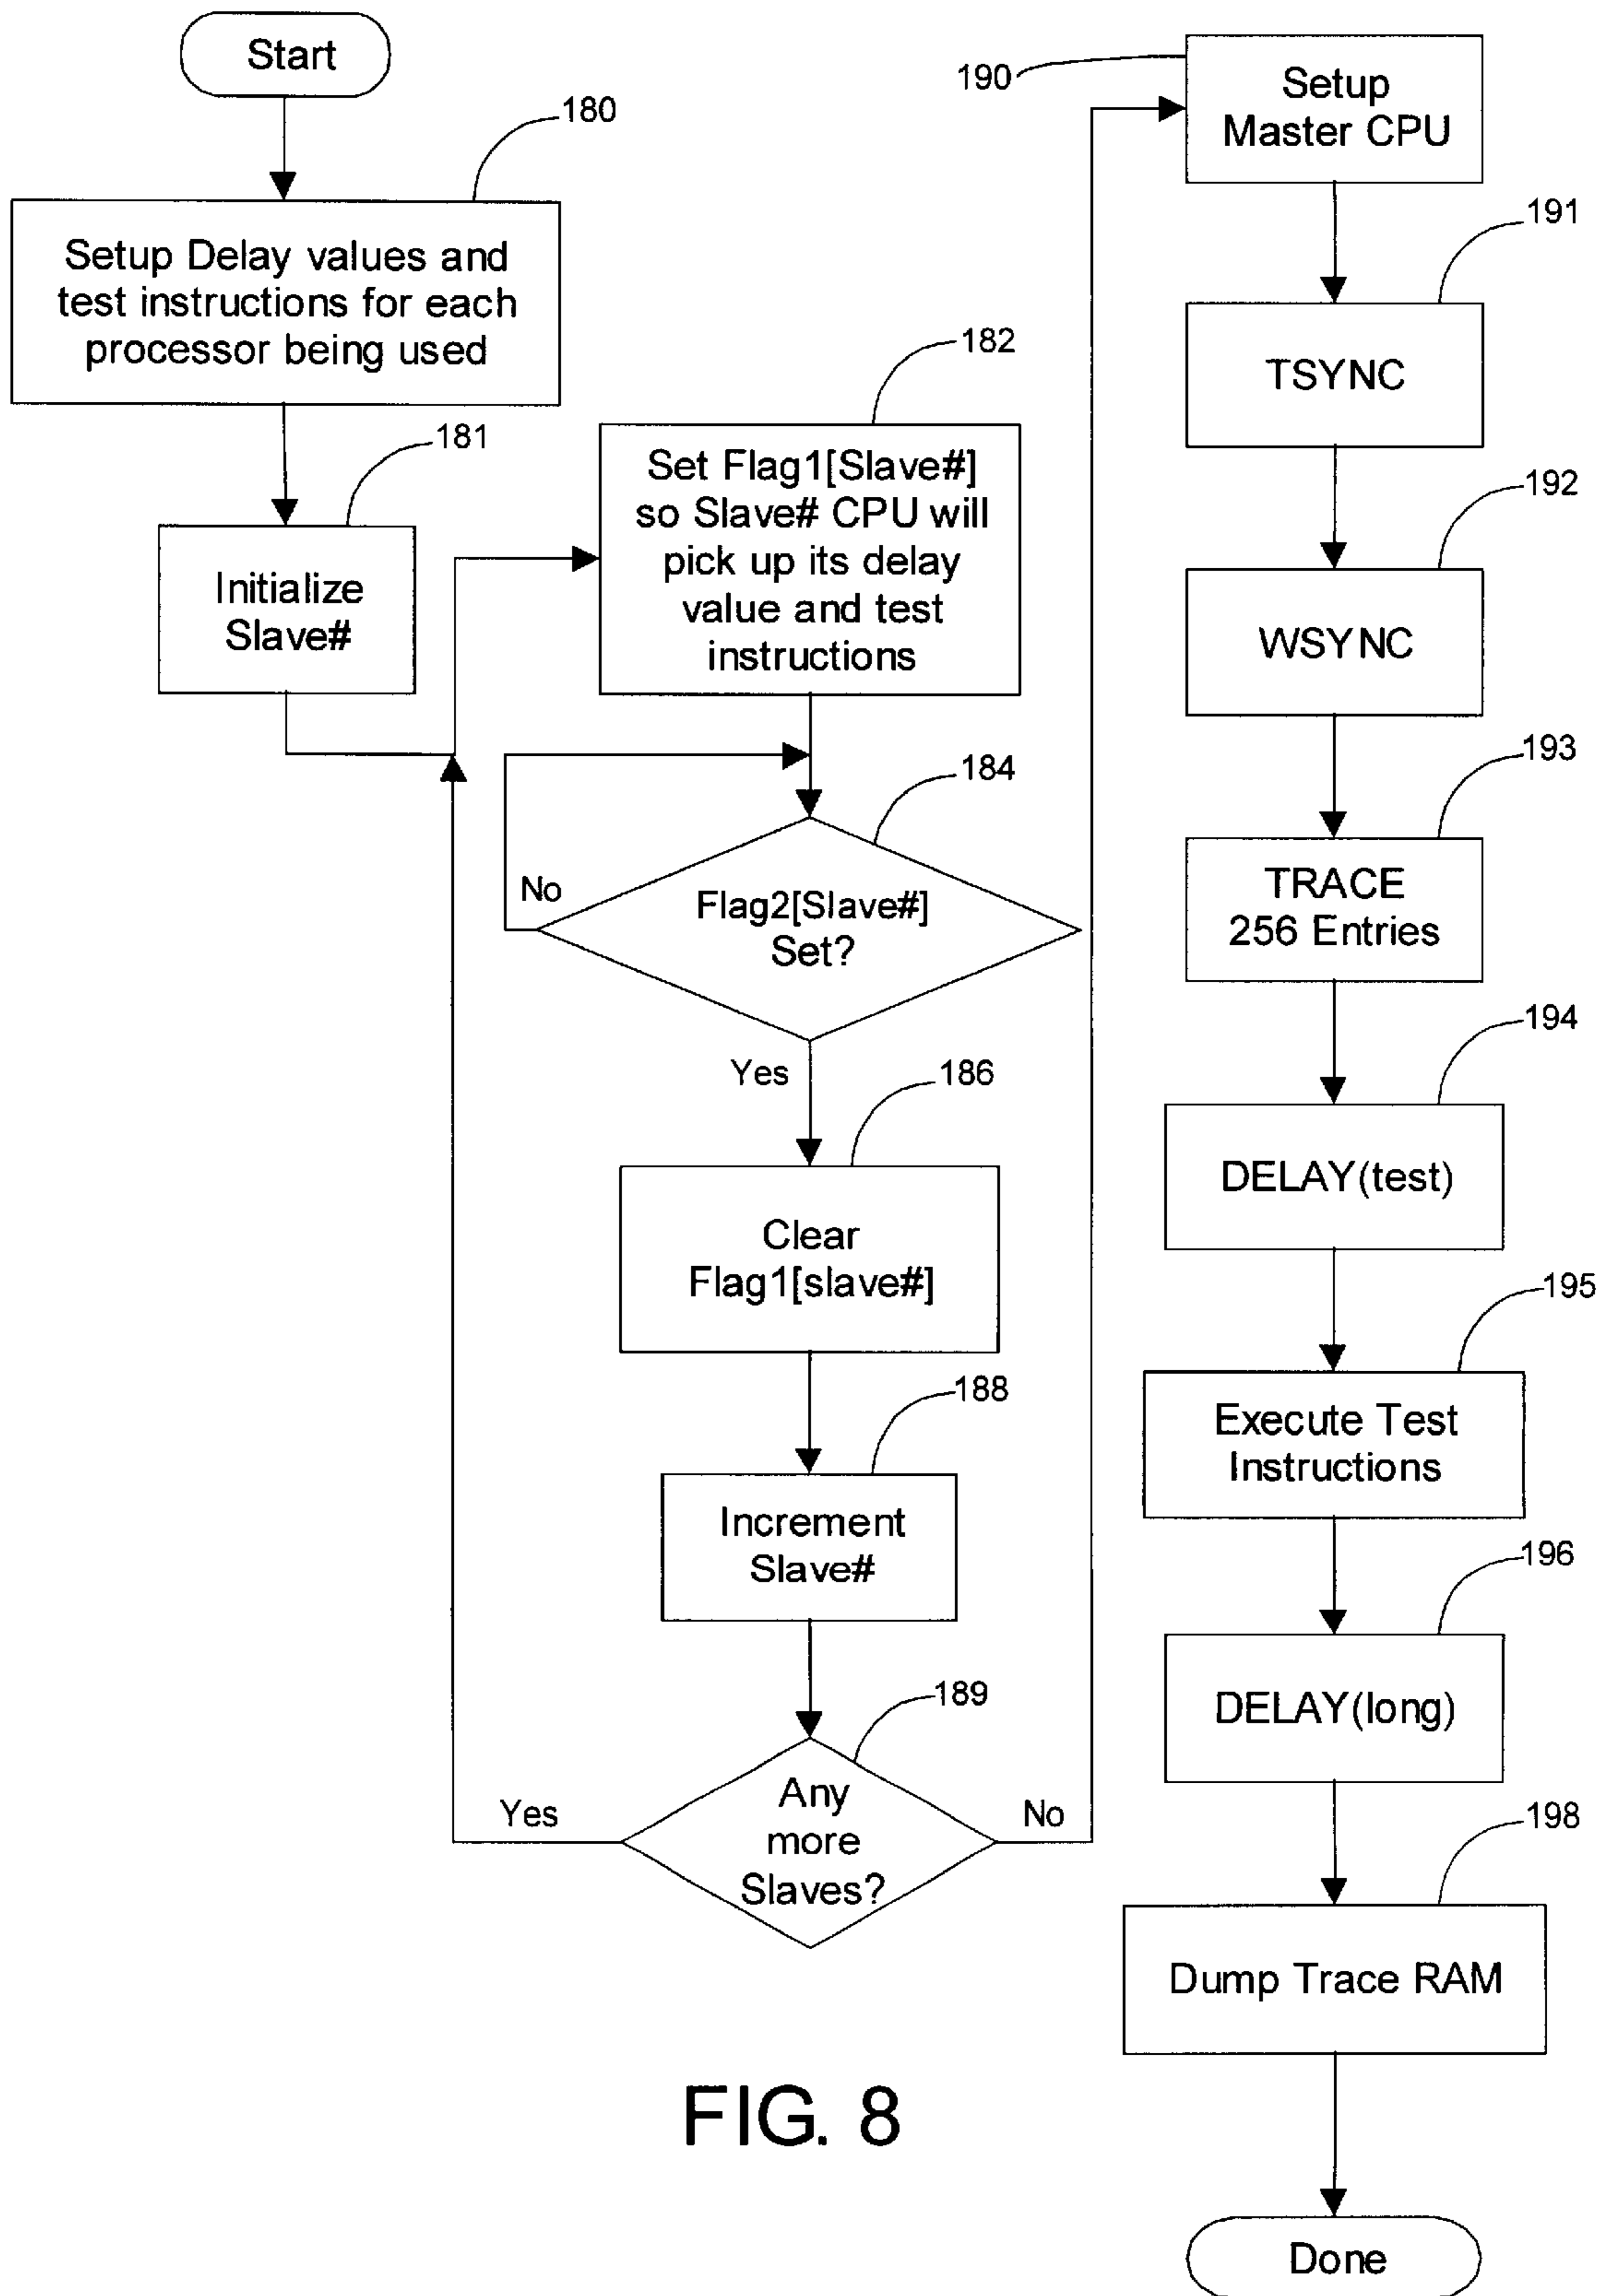 Start
180
Setup Delay values and
test instructions for each
processor being used
181
Initialize
Slave#
182
Set Flag1[Slave#]
so Slave# CPU will
pick up its delay
value and test
instructions
184
No
Flag2[Slave#]
Set?
Yes
186
Clear
Flag1[slave#]
188
Increment
Slave#
189
Any
more
Slaves?
Yes
No
190
Setup
Master CPU
191
TSYNC
192
WSYNC
193
TRACE
256 Entries
194
DELAY(test)
195
Execute Test
Instructions
196
DELAY(long)
198
Dump Trace RAM
Done
FIG. 8